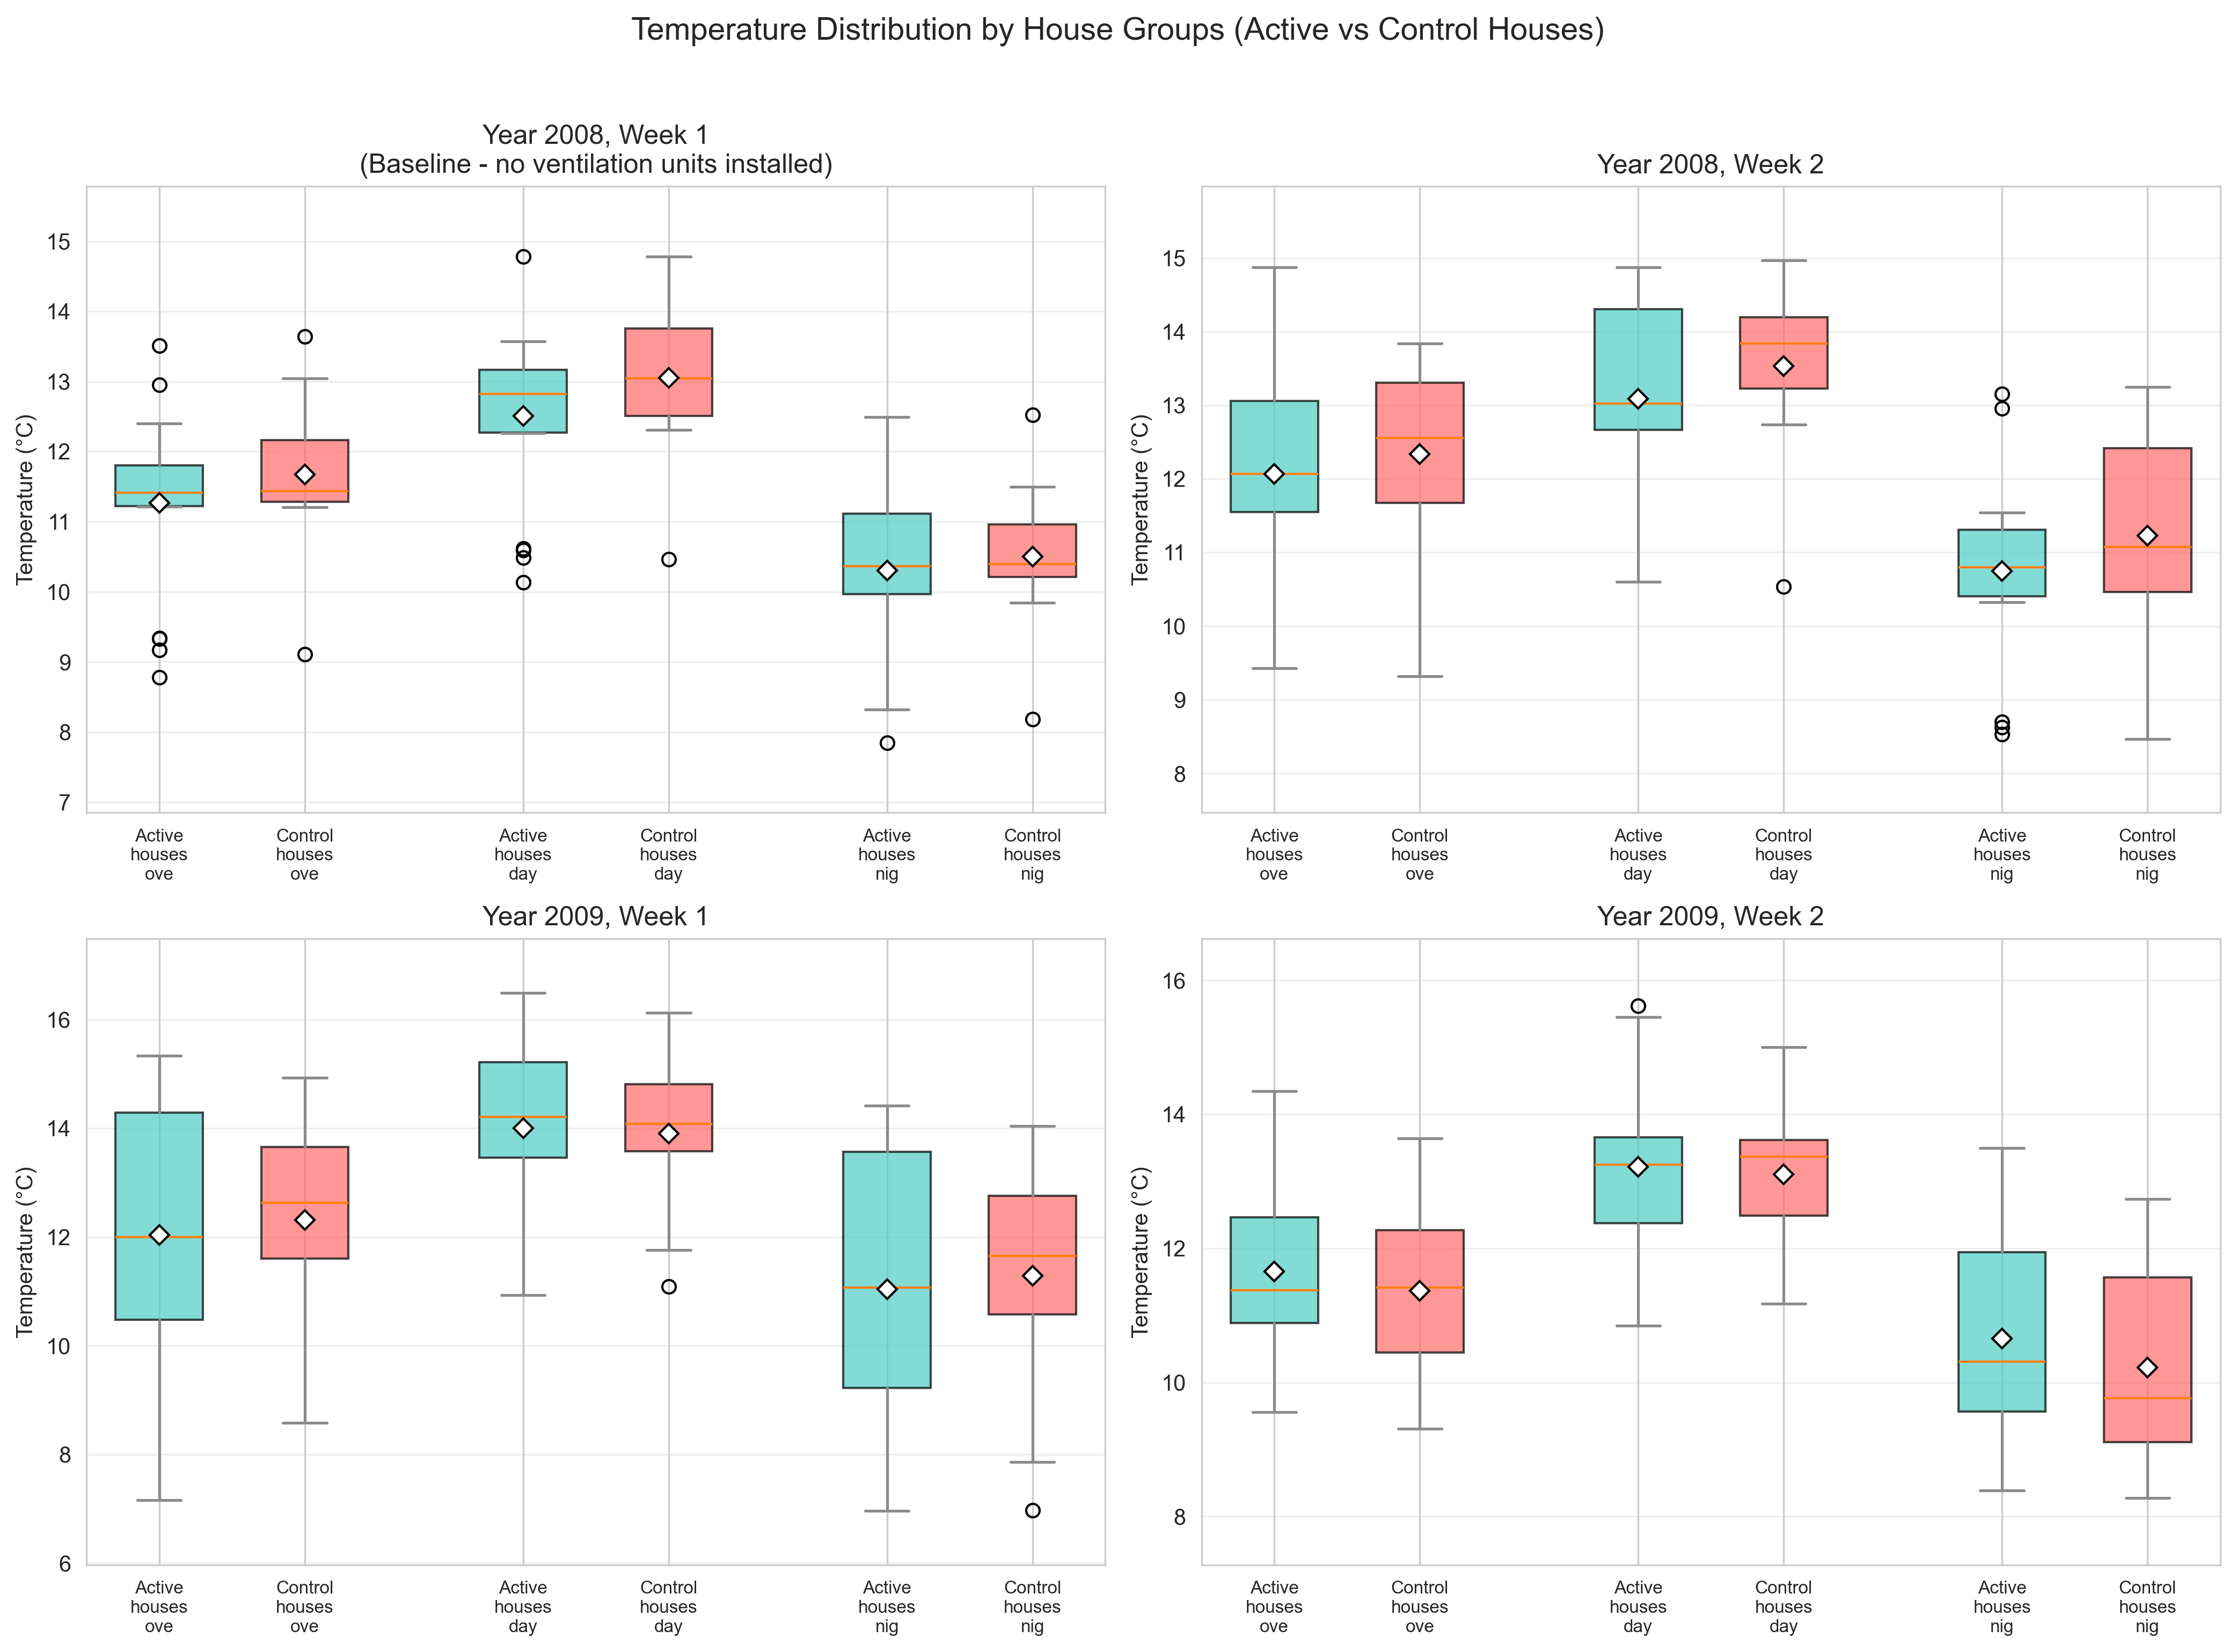 Temperature Distribution by House Groups (Active vs Control Houses)
Year 2008, Week 1
(Baseline - no ventilation units installed)
Temperature (°C)
15
14
13
12
11
10
9
8
7
Active houses ove
Control houses ove
Active houses day
Control houses day
Active houses nig
Control houses nig
Year 2008, Week 2
Temperature (°C)
15
14
13
12
11
10
9
8
Active houses ove
Control houses ove
Active houses day
Control houses day
Active houses nig
Control houses nig
Year 2009, Week 1
Temperature (°C)
16
14
12
10
8
6
Active houses ove
Control houses ove
Active houses day
Control houses day
Active houses nig
Control houses nig
Year 2009, Week 2
Temperature (°C)
16
14
12
10
8
Active houses ove
Control houses ove
Active houses day
Control houses day
Active houses nig
Control houses nig